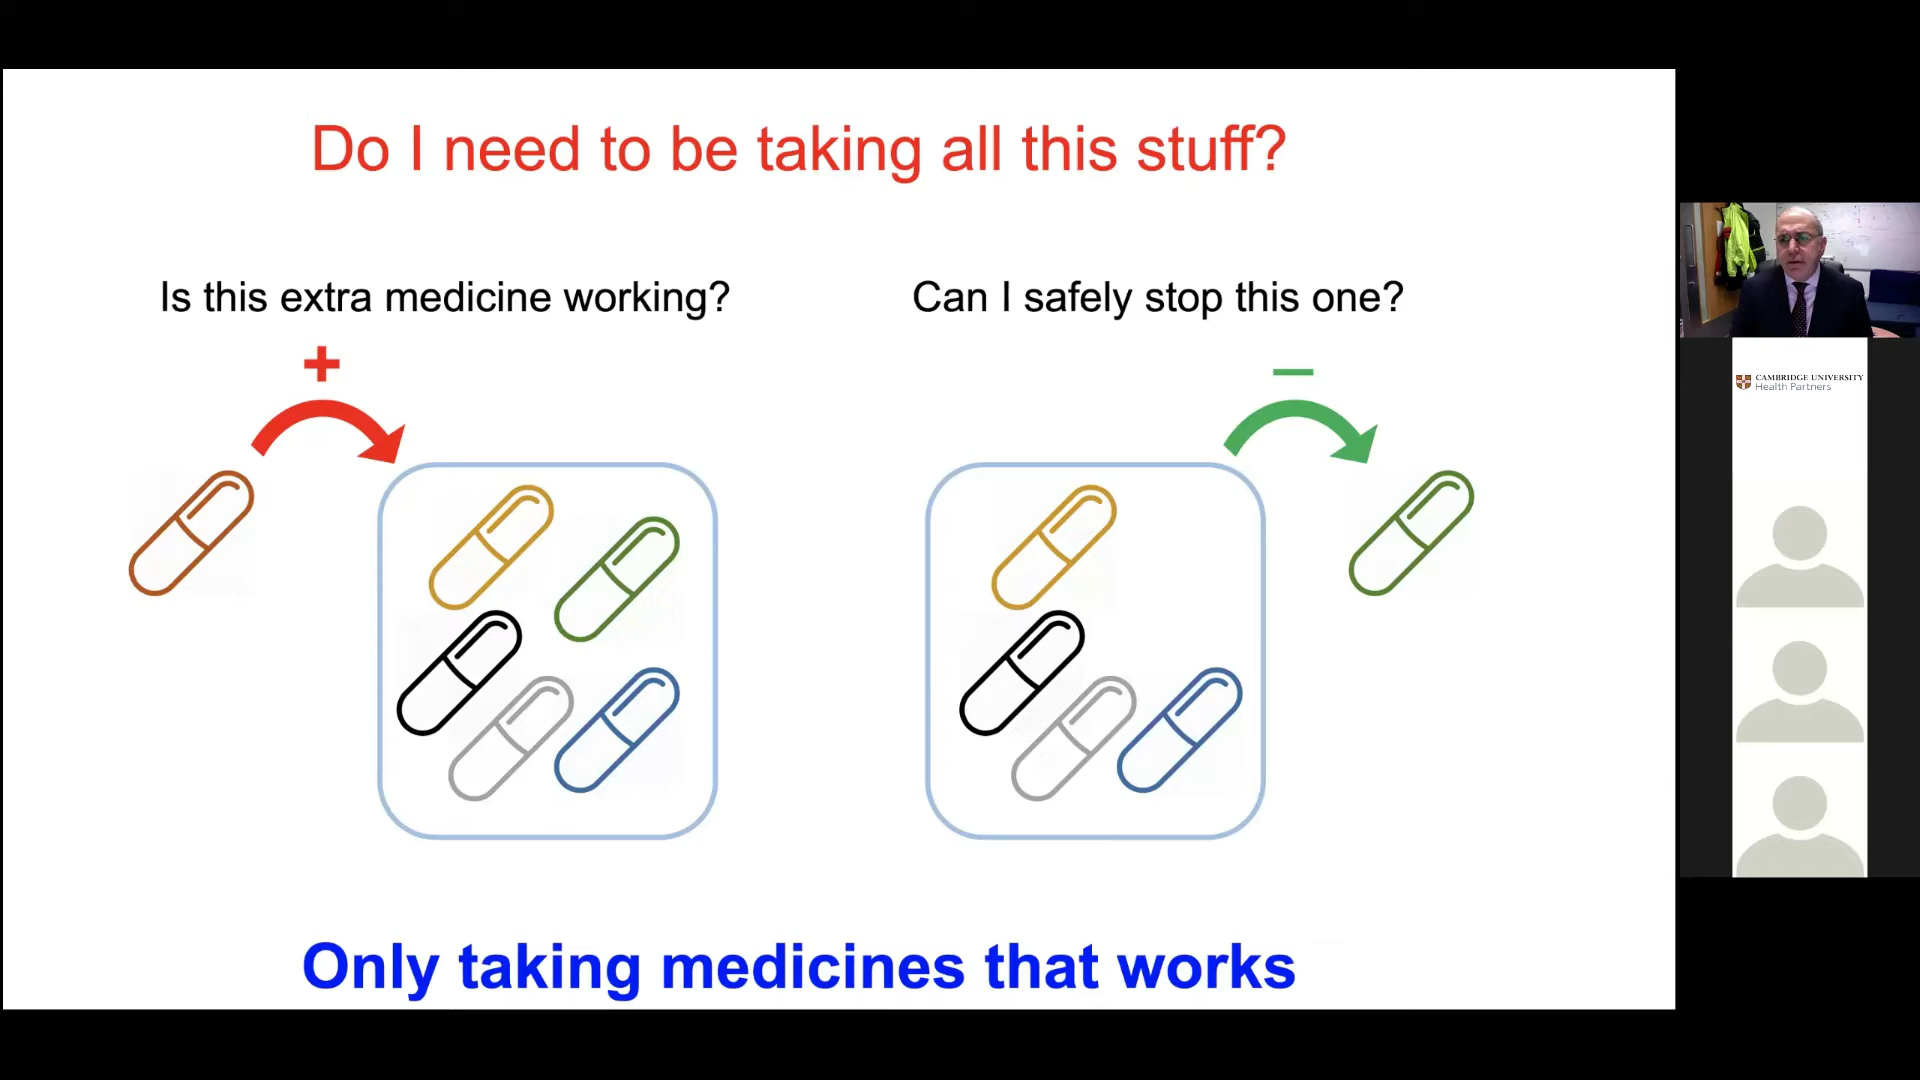 Do I need to be taking all this stuff?
Is this extra medicine working?
Can I safely stop this one?
+
−
Only taking medicines that works
CAMBRIDGE UNIVERSITY
Health Partners